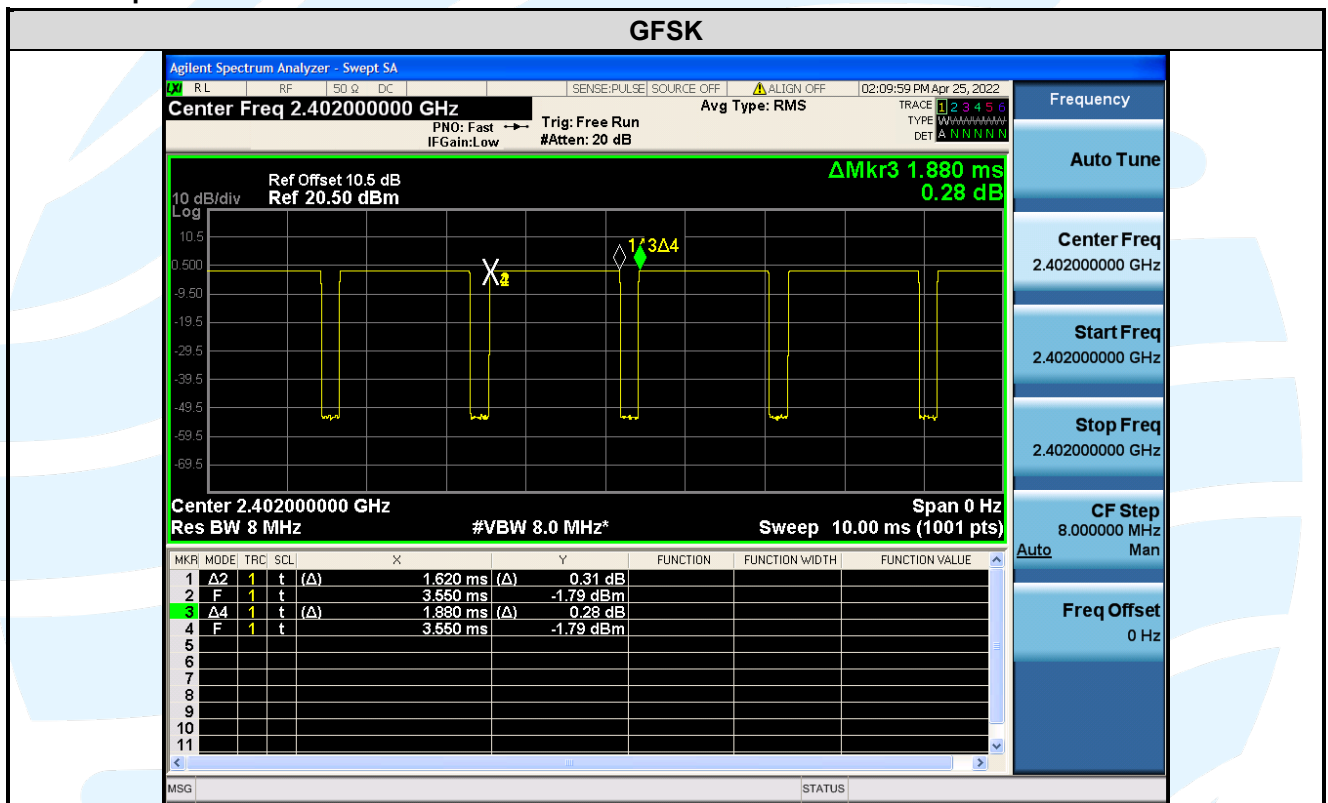 GFSK
Agilent Spectrum Analyzer - Swept SA
LXI RL RF 50 Ω DC SENSE:PULSE SOURCE OFF ALIGN OFF 02:09:59 PM Apr 25, 2022
Center Freq 2.402000000 GHz
Avg Type: RMS
TRACE 1 2 3 4 5 6
TYPE
DET A N N N N N
PNO: Fast
IFGain:Low
Trig: Free Run
#Atten: 20 dB
ΔMkr3 1.880 ms
0.28 dB
Ref Offset 10.5 dB
10 dB/div Ref 20.50 dBm
Log
10.5
0.500
-9.50
-19.5
-29.5
-39.5
-49.5
-59.5
-69.5
3Δ4
Center 2.402000000 GHz Span 0 Hz
Res BW 8 MHz #VBW 8.0 MHz* Sweep 10.00 ms (1001 pts)
MKR MODE TRC SCL X Y FUNCTION FUNCTION WIDTH FUNCTION VALUE
1 Δ2 1 t (Δ) 1.620 ms (Δ) 0.31 dB
2 F 1 t 3.550 ms -1.79 dBm
3 Δ4 1 t (Δ) 1.880 ms (Δ) 0.28 dB
4 F 1 t 3.550 ms -1.79 dBm
5
6
7
8
9
10
11
MSG STATUS
Frequency
Auto Tune
Center Freq
2.402000000 GHz
Start Freq
2.402000000 GHz
Stop Freq
2.402000000 GHz
CF Step
8.000000 MHz
Auto Man
Freq Offset
0 Hz